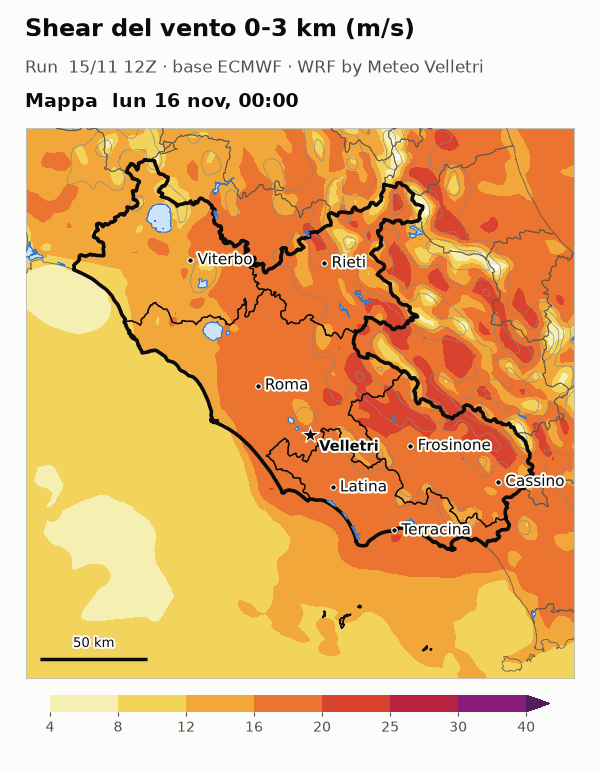 Shear del vento 0-3 km (m/s)
Run  15/11 12Z · base ECMWF · WRF by Meteo Velletri
Mappa  lun 16 nov, 00:00
Viterbo
Rieti
Roma
Velletri
Frosinone
Latina
Cassino
Terracina
50 km
4 8 12 16 20 25 30 40